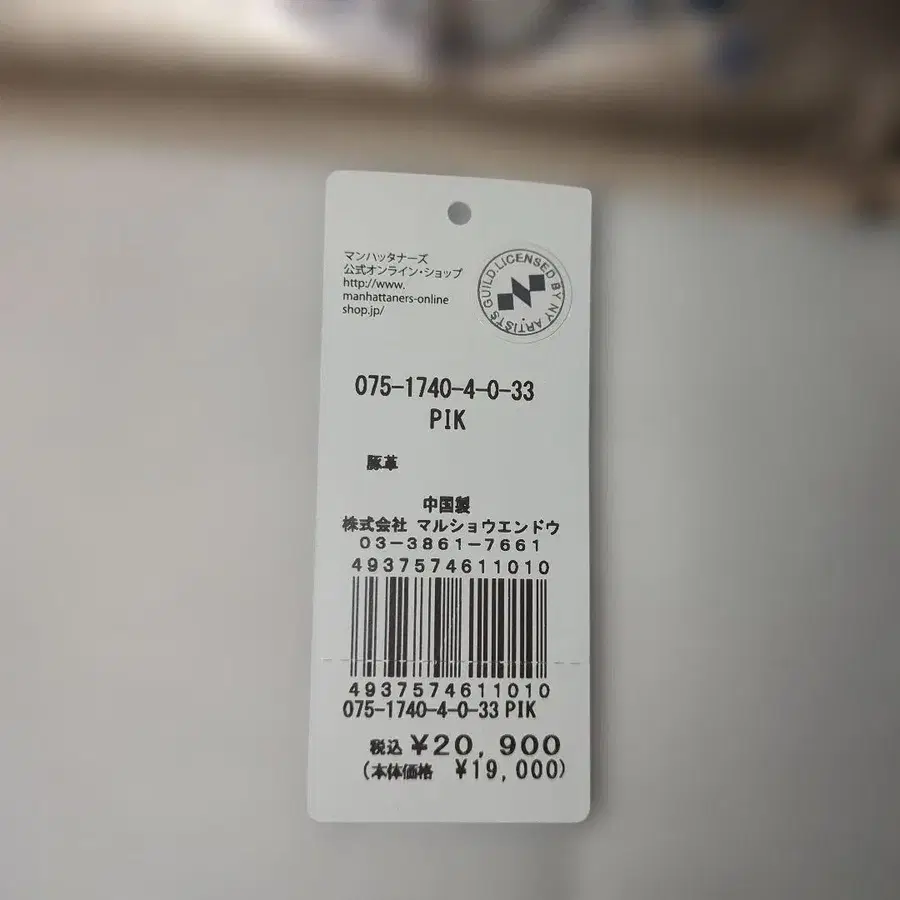 マンハッタナーズ
公式オンライン・ショップ
http://www.
manhattaners-online
shop.jp/
GUILD.LICENSED BY NY ARTISTS
075-1740-4-0-33
PIK
豚革
中国製
株式会社 マルショウエンドウ
03-3861-7661
4937574611010
4937574611010
075-1740-4-0-33 PIK
税込 ¥20,900
(本体価格 ¥19,000)